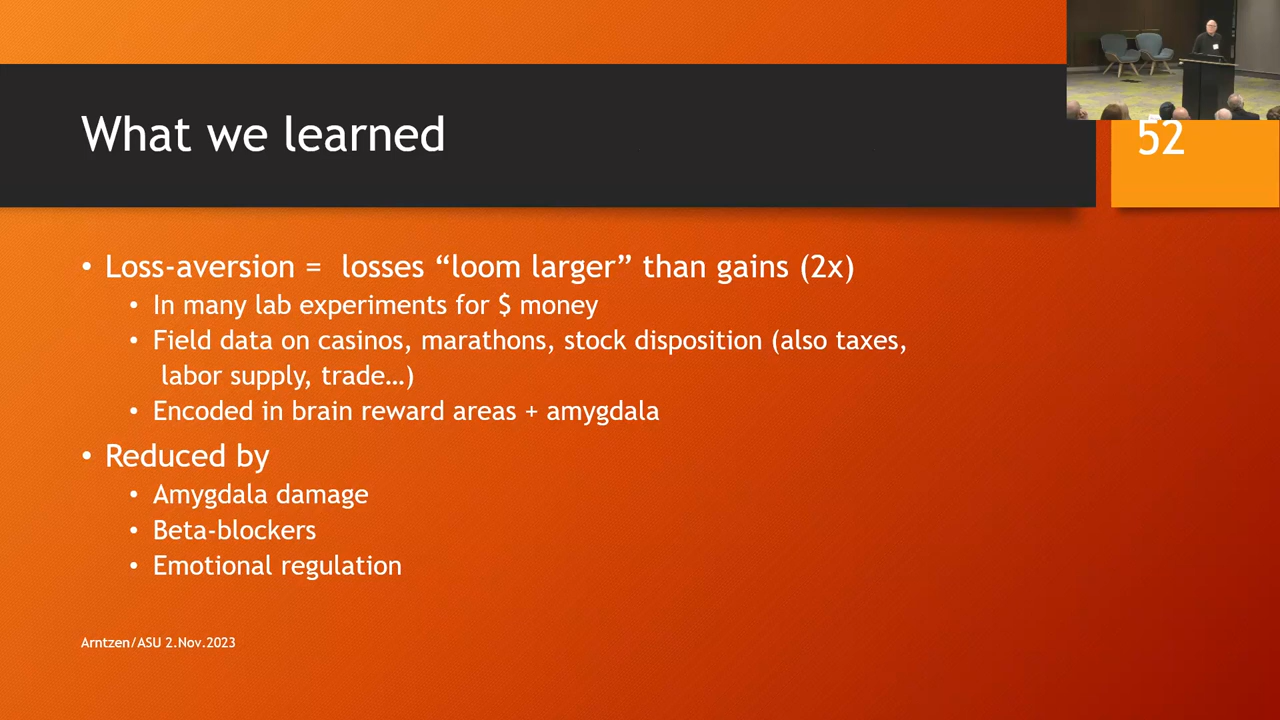 What we learned
52
• Loss-aversion = losses “loom larger” than gains (2x)
• In many lab experiments for $ money
• Field data on casinos, marathons, stock disposition (also taxes,
labor supply, trade…)
• Encoded in brain reward areas + amygdala
• Reduced by
• Amygdala damage
• Beta-blockers
• Emotional regulation
Arntzen/ASU 2.Nov.2023